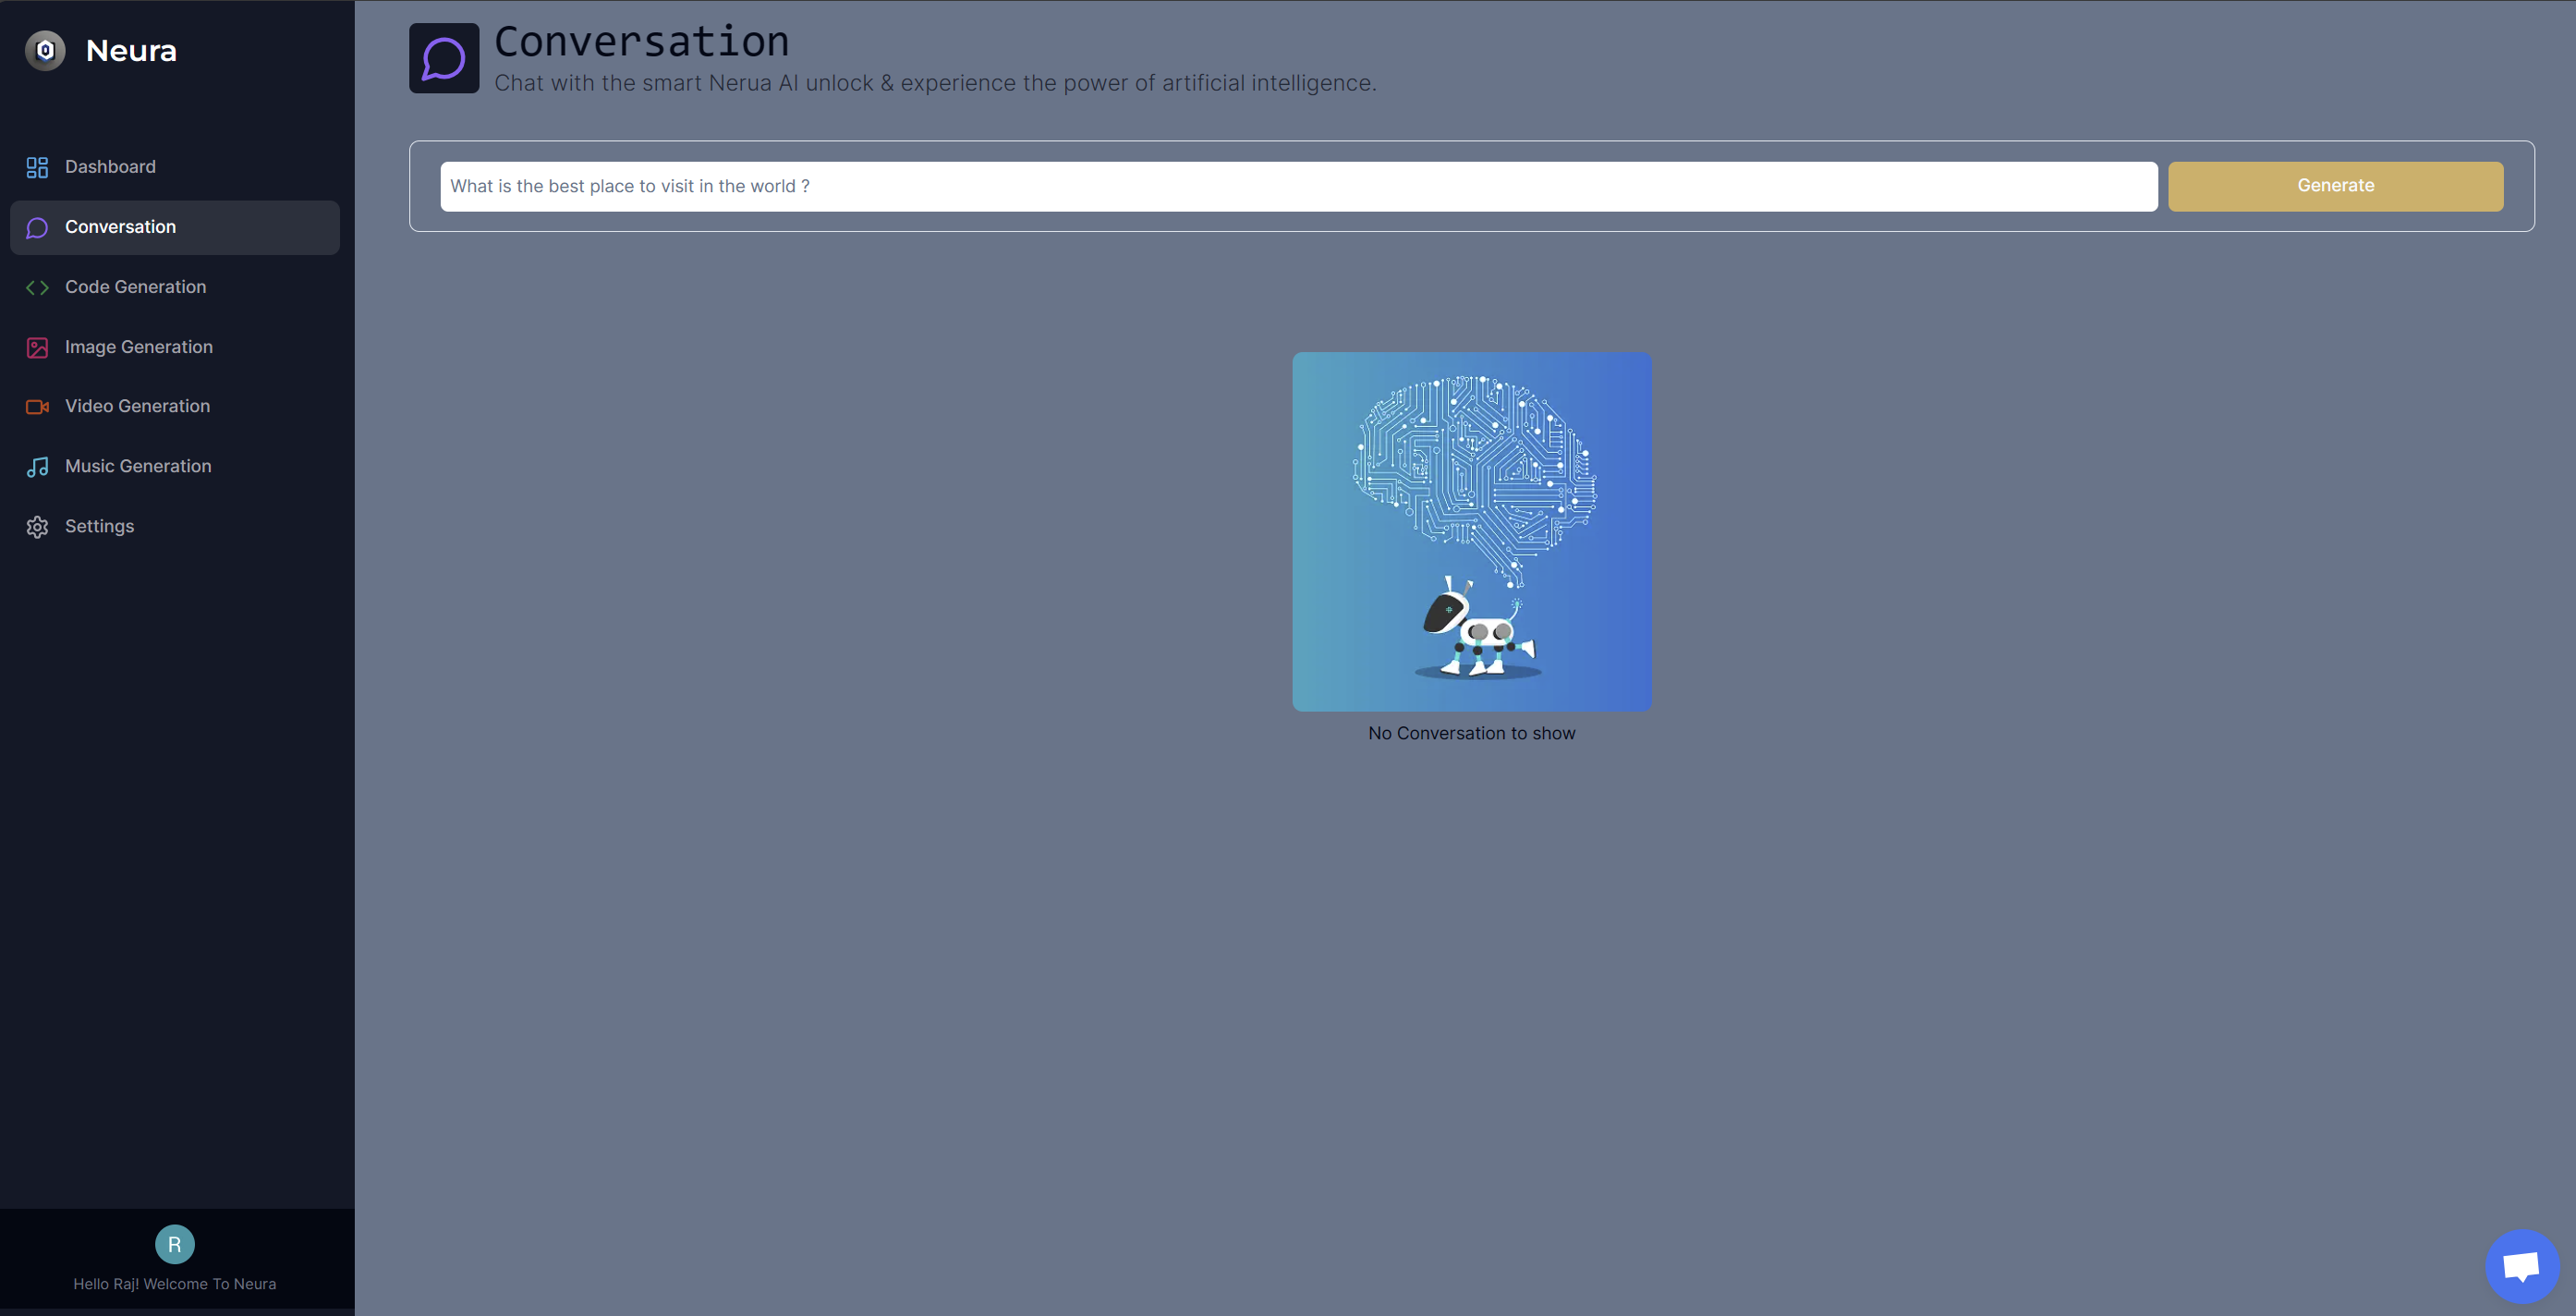 Neura
Dashboard
Conversation
Code Generation
Image Generation
Video Generation
Music Generation
Settings
R
Hello Raj! Welcome To Neura
Conversation
Chat with the smart Nerua AI unlock & experience the power of artificial intelligence.
What is the best place to visit in the world ?
Generate
No Conversation to show